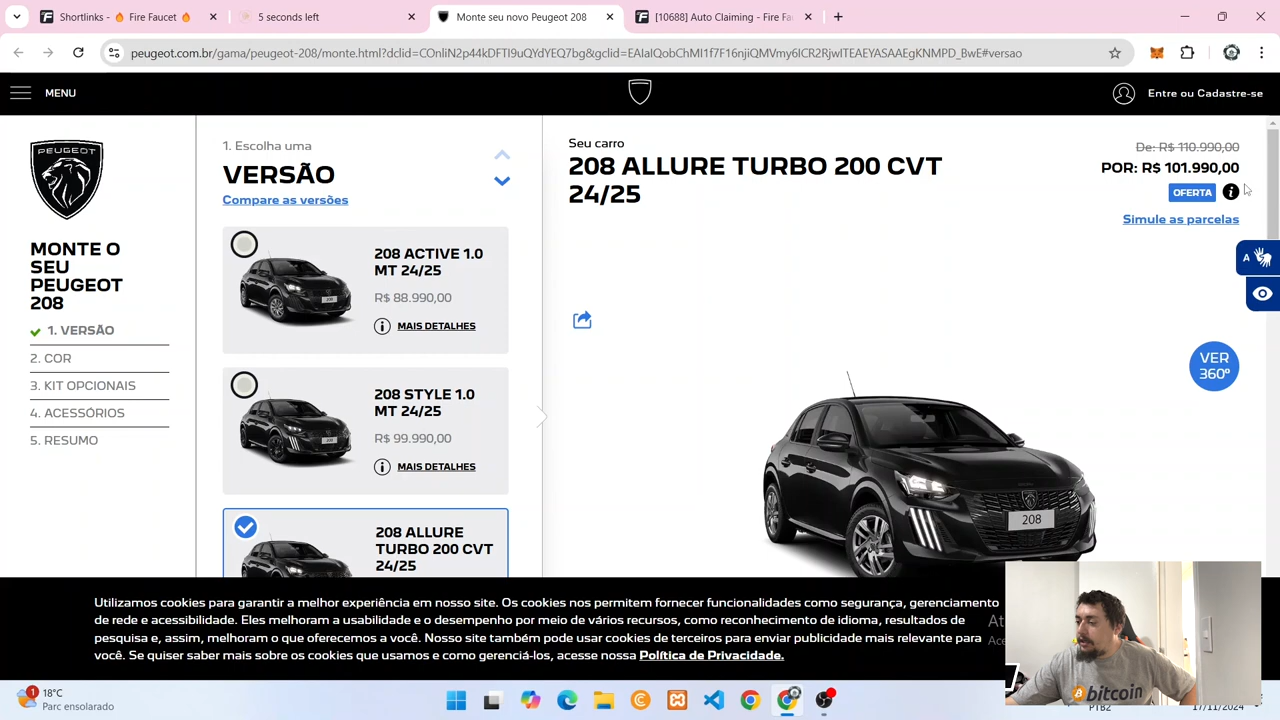 Shortlinks - 🔥 Fire Faucet 🔥
5 seconds left
Monte seu novo Peugeot 208
[10688] Auto Claiming - Fire Fa
peugeot.com.br/gama/peugeot-208/monte.html?dclid=COnIiN2p44kDFTI9uQYdYEQ7bg&gclid=EAIaIQobChMI1f7F16njiQMVmy6ICR2RjwITEAEYASAAEgKNMPD_BwE#versao
MENU
Entre ou Cadastre-se
PEUGEOT
MONTE O
SEU
PEUGEOT
208
1. VERSÃO
2. COR
3. KIT OPCIONAIS
4. ACESSÓRIOS
5. RESUMO
1. Escolha uma
VERSÃO
Compare as versões
208 ACTIVE 1.0
MT 24/25
R$ 88.990,00
MAIS DETALHES
208 STYLE 1.0
MT 24/25
R$ 99.990,00
MAIS DETALHES
208 ALLURE
TURBO 200 CVT
24/25
Seu carro
208 ALLURE TURBO 200 CVT
24/25
De: R$ 110.990,00
POR: R$ 101.990,00
OFERTA
Simule as parcelas
VER
360º
208
Utilizamos cookies para garantir a melhor experiência em nosso site. Os cookies nos permitem fornecer funcionalidades como segurança, gerenciamento
de rede e acessibilidade. Eles melhoram a usabilidade e o desempenho por meio de vários recursos, como reconhecimento de idioma, resultados de
pesquisa e, assim, melhoram o que oferecemos a você. Nosso site também pode usar cookies de terceiros para enviar publicidade mais relevante para
você. Se quiser saber mais sobre os cookies que usamos e como gerenciá-los, acesse nossa Política de Privacidade.
bitcoin
1
18°C
Parc ensolarado
PTB2
17/11/2024